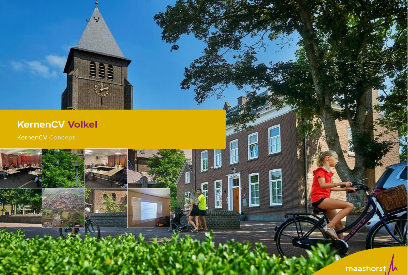 KernenCV Volkel
KernenCV Concept
maashorst